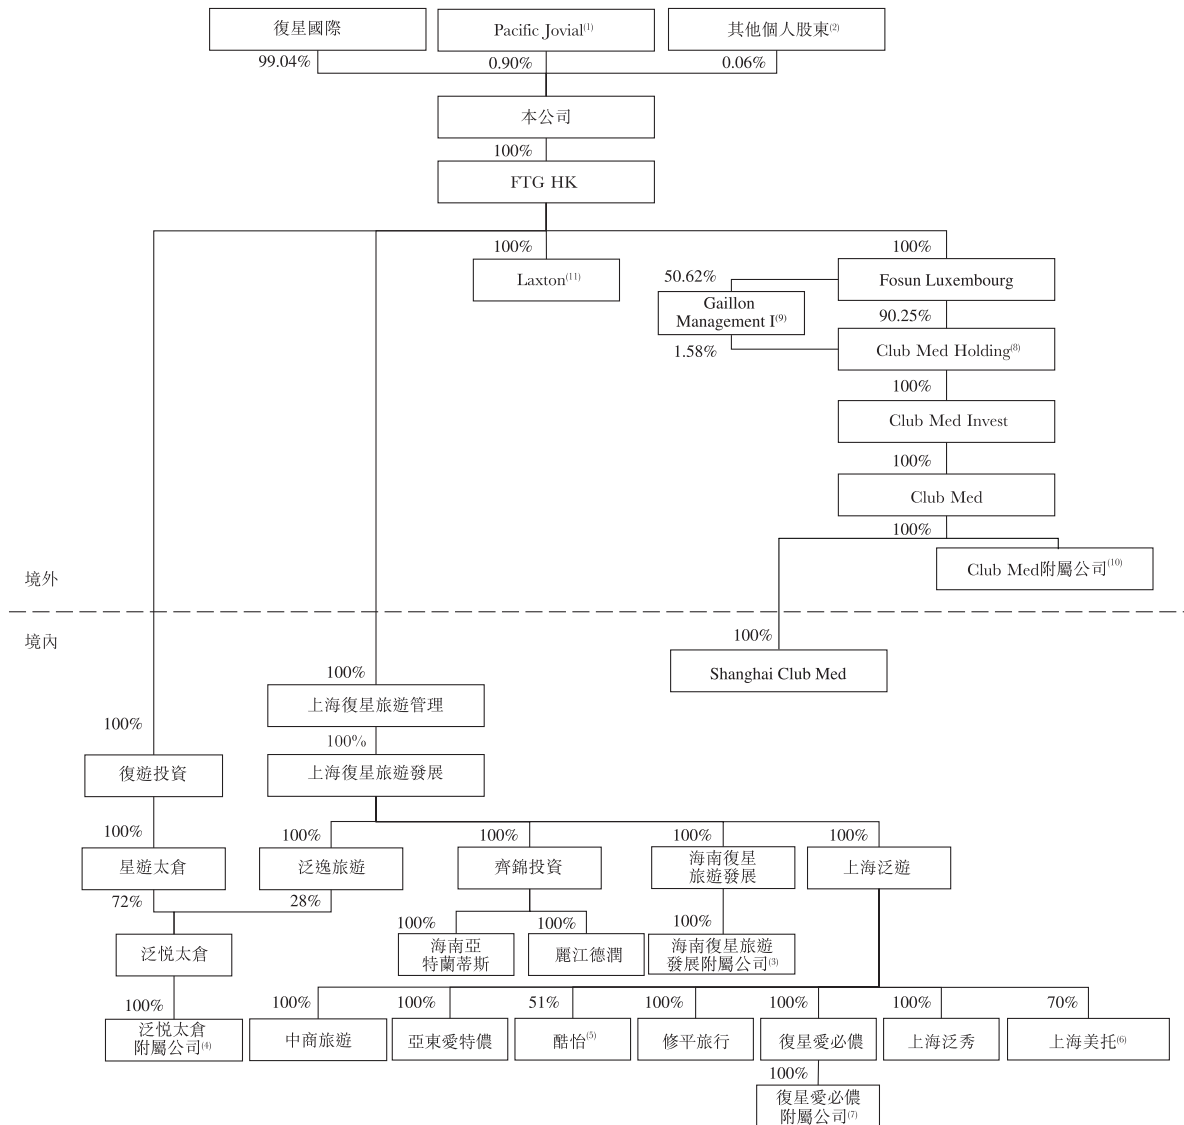 復星國際
Pacific Jovial(1)
其他個人股東(2)
99.04%
0.90%
0.06%
本公司
100%
FTG HK
100%
100%
Laxton(11)
50.62%
Fosun Luxembourg
Gaillon
Management I(9)
90.25%
1.58%
Club Med Holding(8)
100%
Club Med Invest
100%
Club Med
100%
Club Med附屬公司(10)
境外
境內
100%
Shanghai Club Med
100%
上海復星旅遊管理
100%
100%
復遊投資
上海復星旅遊發展
100%
100%
100%
100%
100%
星遊太倉
泛逸旅遊
齊錦投資
海南復星
旅遊發展
上海泛遊
72%
28%
100%
100%
100%
泛悅太倉
海南亞
特蘭蒂斯
麗江德潤
海南復星旅遊
發展附屬公司(3)
100%
100%
100%
51%
100%
100%
100%
70%
泛悅太倉
附屬公司(4)
中商旅遊
亞東愛特儂
酷怡(5)
修平旅行
復星愛必儂
上海泛秀
上海美托(6)
100%
復星愛必儂
附屬公司(7)